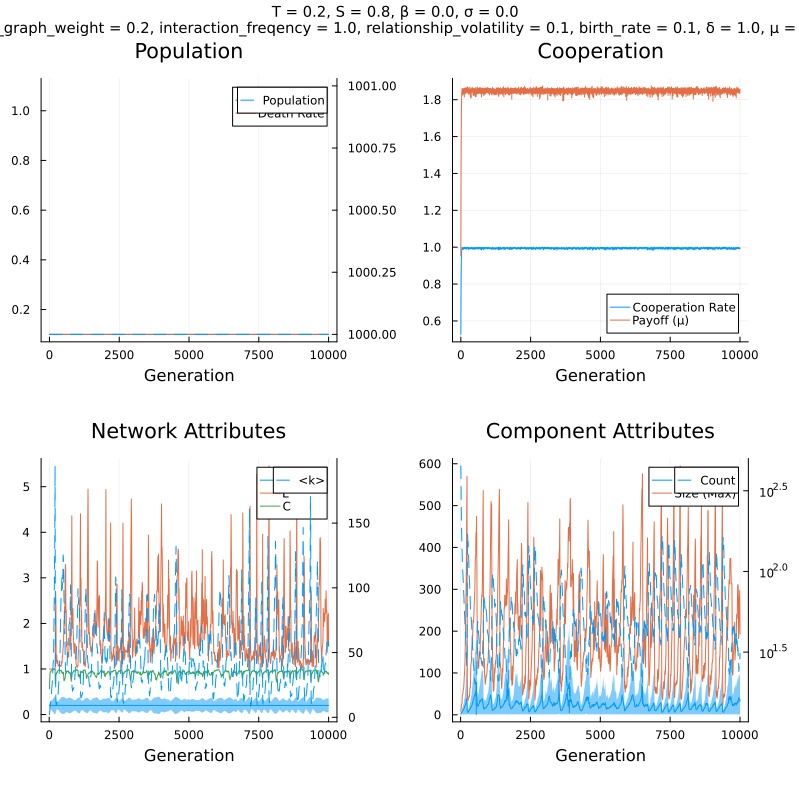 T = 0.2, S = 0.8, β = 0.0, σ = 0.0
_graph_weight = 0.2, interaction_freqency = 1.0, relationship_volatility = 0.1, birth_rate = 0.1, δ = 1.0, μ =
Population
Cooperation
1.0
0.8
0.6
0.4
0.2
1001.00
1000.75
1000.50
1000.25
1000.00
Population
Death Rate
0 2500 5000 7500 10000
Generation
1.8
1.6
1.4
1.2
1.0
0.8
0.6
Cooperation Rate
Payoff (μ)
0 2500 5000 7500 10000
Generation
Network Attributes
Component Attributes
5
4
3
2
1
0
150
100
50
0
<k>
C
0 2500 5000 7500 10000
Generation
600
500
400
300
200
100
0
10^2.5
10^2.0
10^1.5
Count
Size (Max)
0 2500 5000 7500 10000
Generation